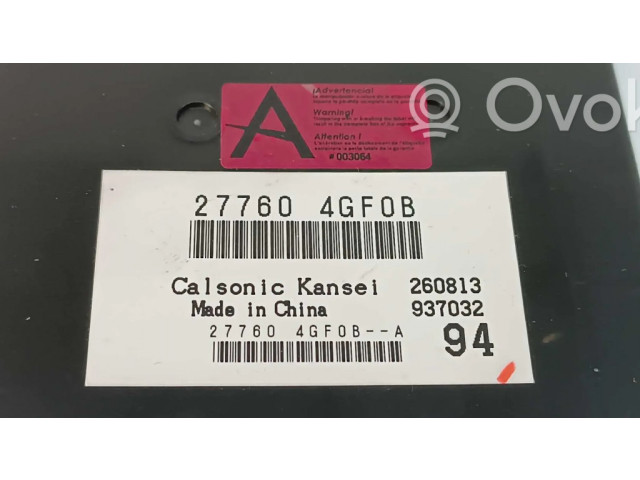 A
¡Advertencia!
Warning!
Attention !
# 003064
Ovok
27760 4GF0B
Calsonic Kansei 260813
Made in China 937032
27760 4GF0B--A
94